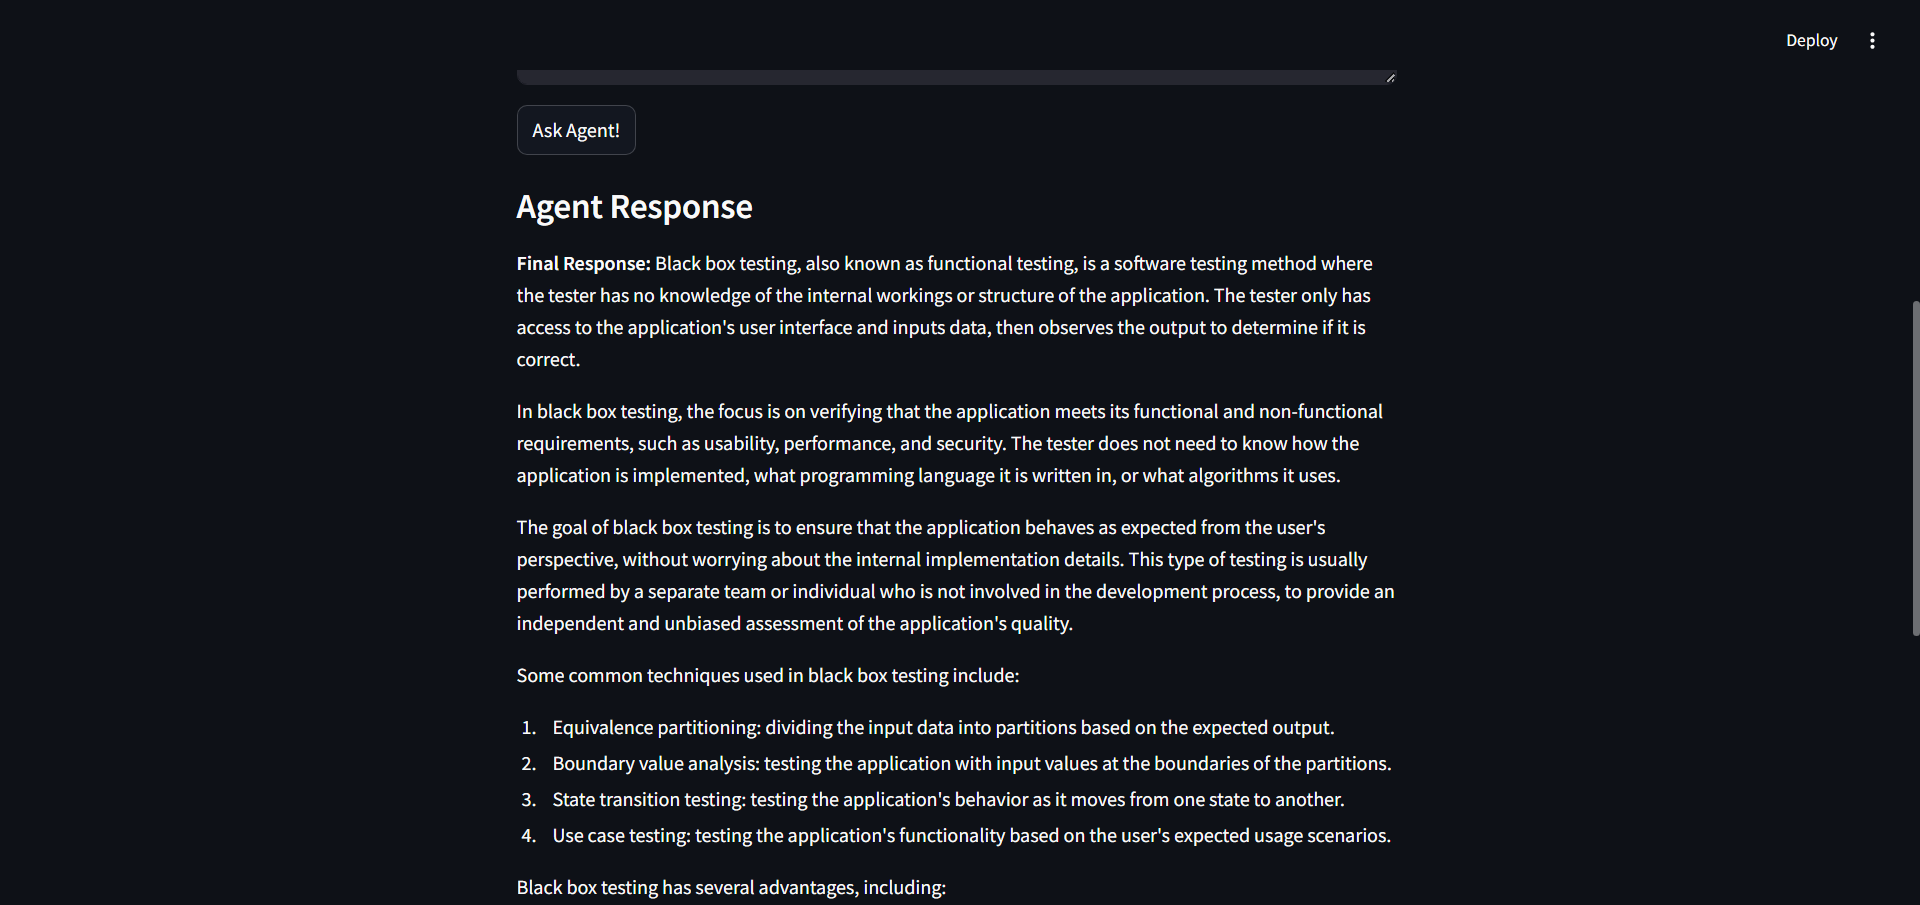 Deploy
Ask Agent!
Agent Response
Final Response: Black box testing, also known as functional testing, is a software testing method where
the tester has no knowledge of the internal workings or structure of the application. The tester only has
access to the application's user interface and inputs data, then observes the output to determine if it is
correct.
In black box testing, the focus is on verifying that the application meets its functional and non-functional
requirements, such as usability, performance, and security. The tester does not need to know how the
application is implemented, what programming language it is written in, or what algorithms it uses.
The goal of black box testing is to ensure that the application behaves as expected from the user's
perspective, without worrying about the internal implementation details. This type of testing is usually
performed by a separate team or individual who is not involved in the development process, to provide an
independent and unbiased assessment of the application's quality.
Some common techniques used in black box testing include:
1. Equivalence partitioning: dividing the input data into partitions based on the expected output.
2. Boundary value analysis: testing the application with input values at the boundaries of the partitions.
3. State transition testing: testing the application's behavior as it moves from one state to another.
4. Use case testing: testing the application's functionality based on the user's expected usage scenarios.
Black box testing has several advantages, including: